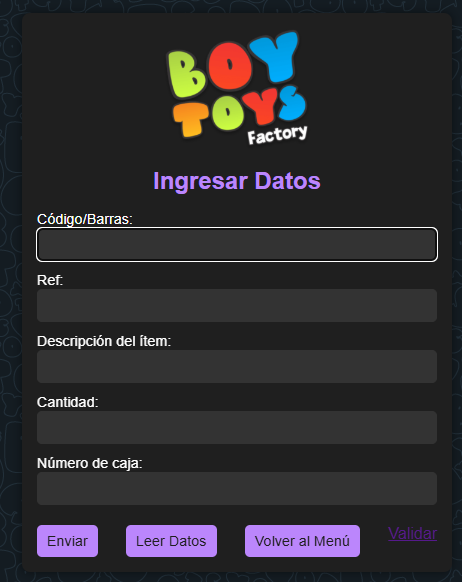 BOY
TOYS
Factory
Ingresar Datos
Código/Barras:
Ref:
Descripción del ítem:
Cantidad:
Número de caja:
Enviar Leer Datos Volver al Menú Validar